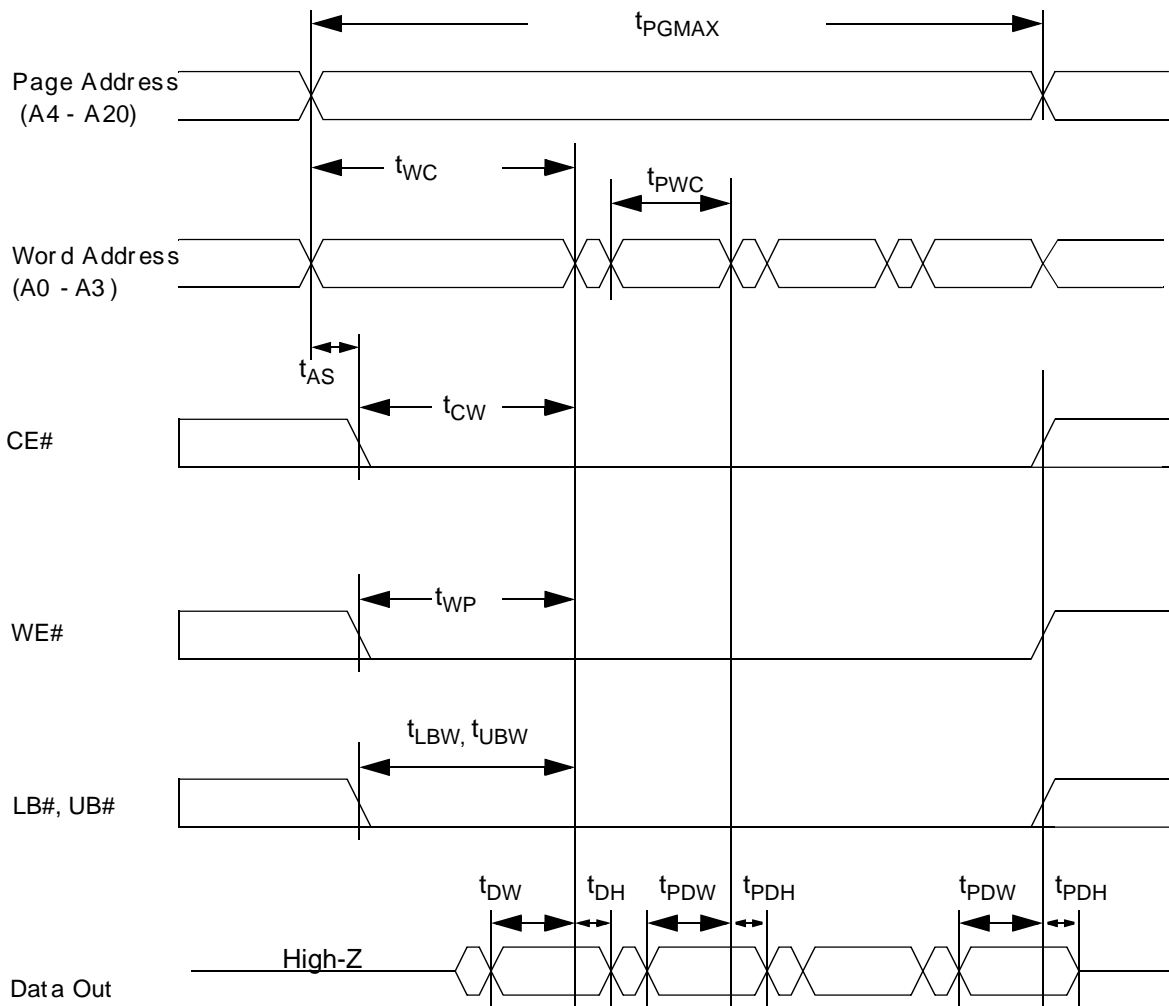 tPGMAX
Page Address
(A4 - A20)
tWC
tPWC
Word Address
(A0 - A3)
tAS
tCW
CE#
tWP
WE#
tLBW, tUBW
LB#, UB#
tDW
tDH
tPDW
tPDH
tPDW
tPDH
High-Z
Data Out